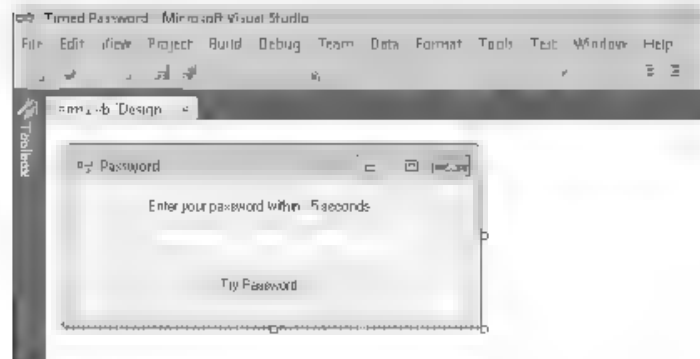 Timed Password Microsoft Visual Studio
File Edit View Project Build Debug Team Data Format Tools Test Window Help
Toolbox
Password
Enter your password within 5 seconds
Try Password